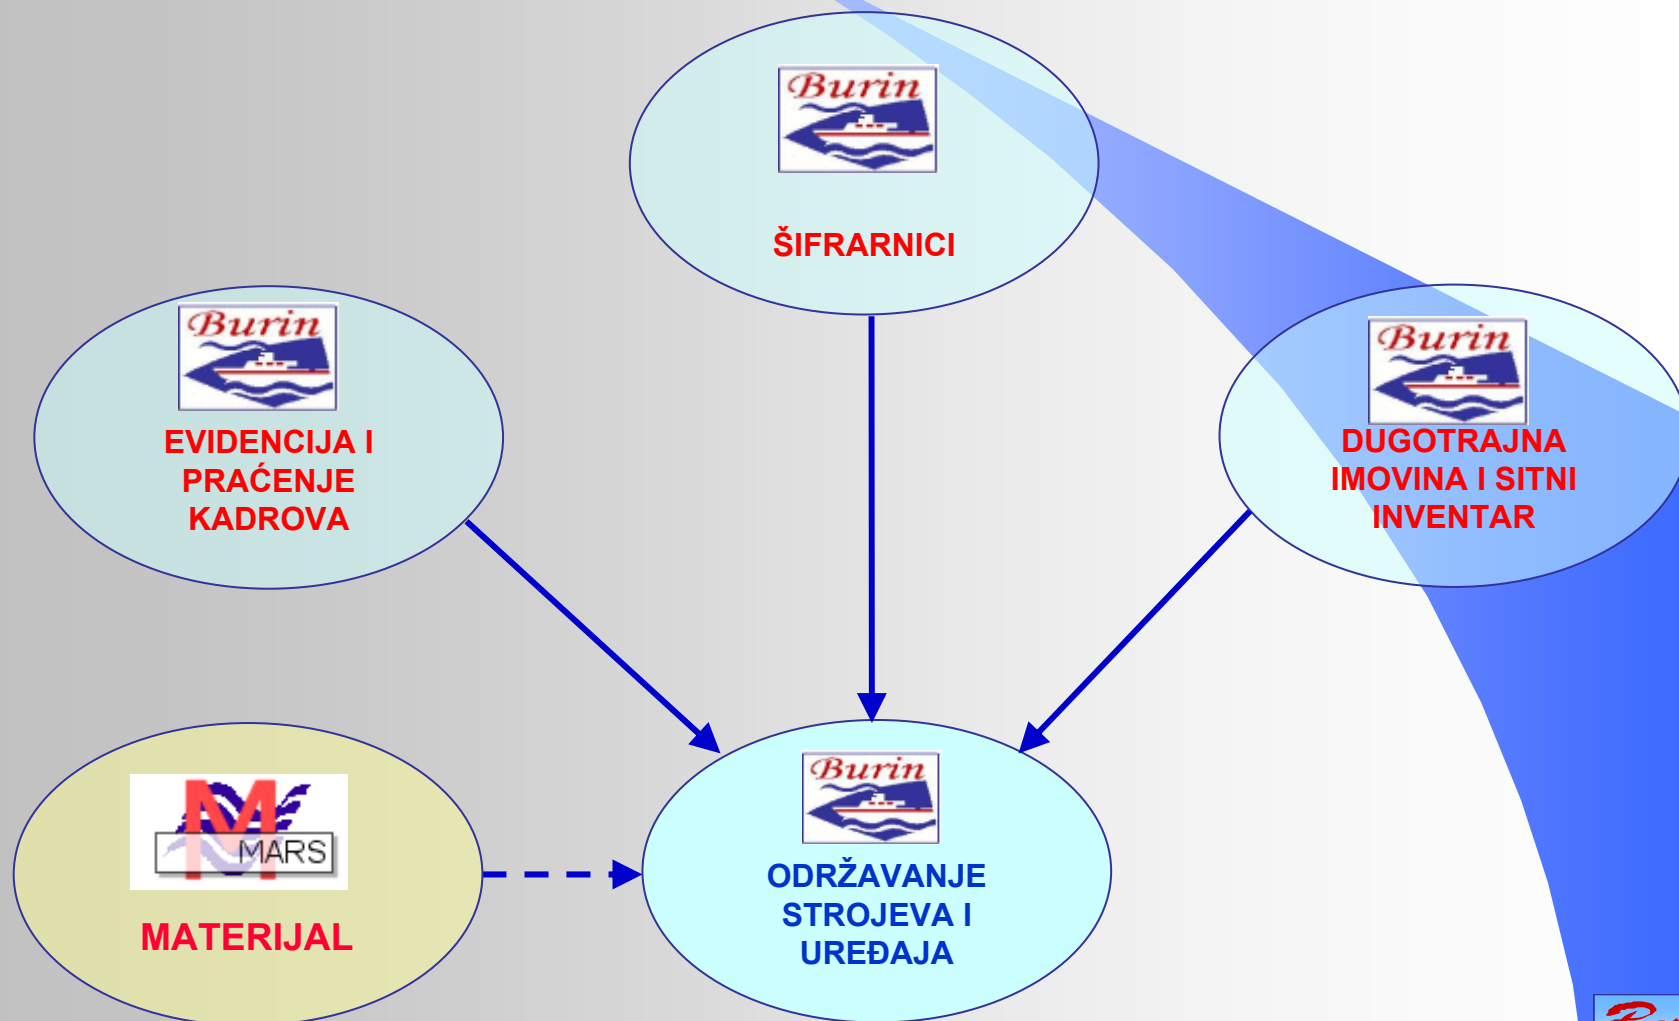 Burin
ŠIFRARNICI
Burin
EVIDENCIJA I
PRAĆENJE
KADROVA
Burin
DUGOTRAJNA
IMOVINA I SITNI
INVENTAR
M
MARS
MATERIJAL
Burin
ODRŽAVANJE
STROJEVA I
UREĐAJA